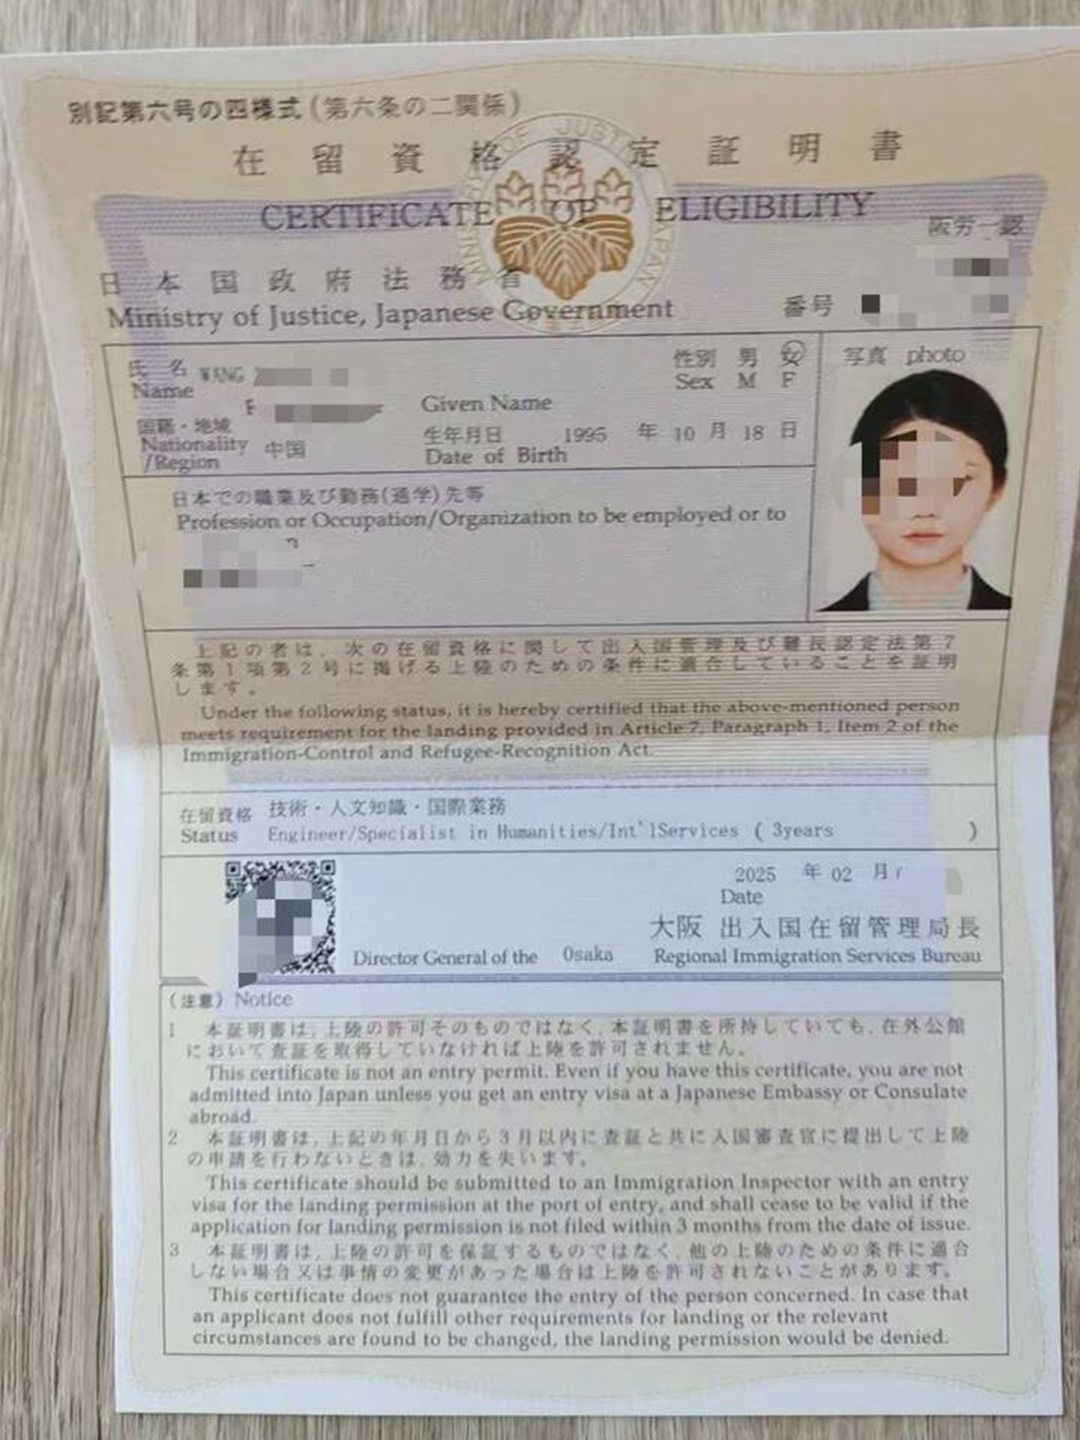 別記第六号の四様式(第六条の二関係)
在留資格認定証明書
CERTIFICATE OF ELIGIBILITY
阪労一認
日本国政府法務省
Ministry of Justice, Japanese Government
番号
氏名 WANG
Name
性別 男 女
Sex M F
写真 photo
Given Name
国籍・地域
Nationality
/Region
中国
生年月日 1995 年 10 月 18 日
Date of Birth
日本での職業及び勤務(通学)先等
Profession or Occupation/Organization to be employed or to
上記の者は、次の在留資格に関して出入国管理及び難民認定法第7
条第1項第2号に掲げる上陸のための条件に適合していることを証明
します。
Under the following status, it is hereby certified that the above-mentioned person
meets requirement for the landing provided in Article 7, Paragraph 1, Item 2 of the
Immigration-Control and Refugee-Recognition Act.
在留資格 技術・人文知識・国際業務
Status Engineer/Specialist in Humanities/Int'lServices ( 3years )
2025 年 02 月
Date
大阪 出入国在留管理局長
Director General of the Osaka Regional Immigration Services Bureau
(注意) Notice
1 本証明書は、上陸の許可そのものではなく、本証明書を所持していても、在外公館
において査証を取得していなければ上陸を許可されません。
This certificate is not an entry permit. Even if you have this certificate, you are not
admitted into Japan unless you get an entry visa at a Japanese Embassy or Consulate
abroad.
2 本証明書は、上記の年月日から3月以内に査証と共に入国審査官に提出して上陸
の申請を行わないときは、効力を失います。
This certificate should be submitted to an Immigration Inspector with an entry
visa for the landing permission at the port of entry, and shall cease to be valid if the
application for landing permission is not filed within 3 months from the date of issue.
3 本証明書は、上陸の許可を保証するものではなく、他の上陸のための条件に適合
しない場合又は事情の変更があった場合は上陸を許可されないことがあります。
This certificate does not guarantee the entry of the person concerned. In case that
an applicant does not fulfill other requirements for landing or the relevant
circumstances are found to be changed, the landing permission would be denied.